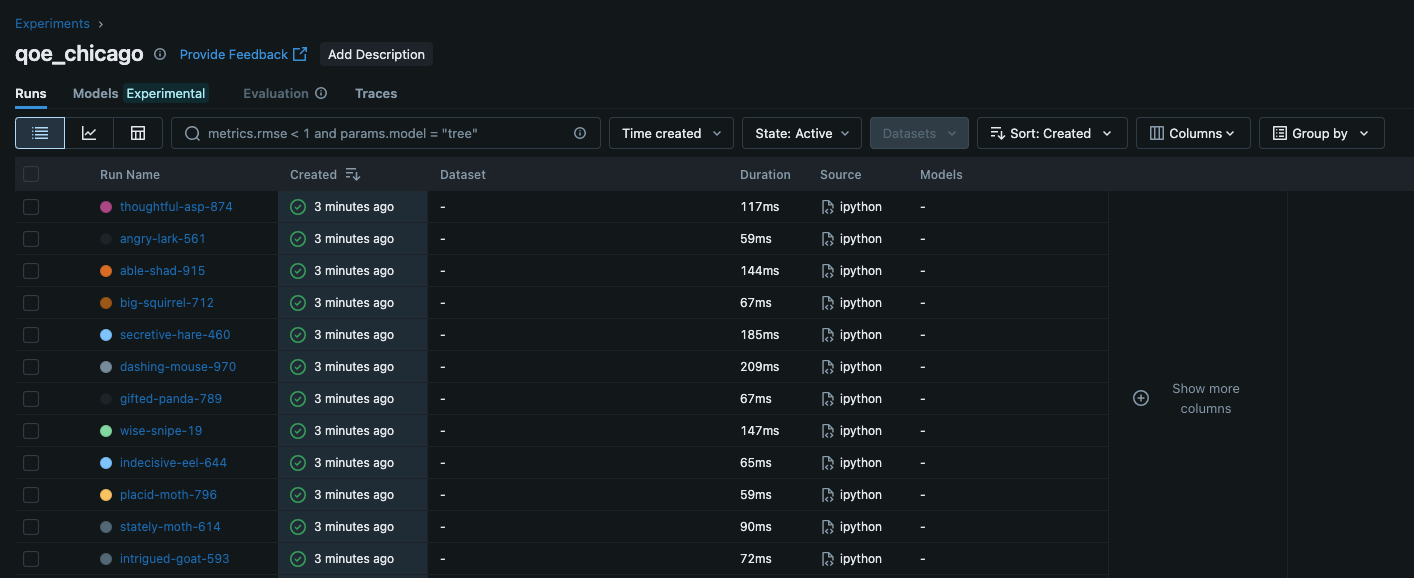 Experiments ›
qoe_chicago Provide Feedback Add Description
Runs Models Experimental Evaluation Traces
metrics.rmse < 1 and params.model = "tree" Time created State: Active Datasets Sort: Created Columns Group by
Run Name Created Dataset Duration Source Models
thoughtful-asp-874 3 minutes ago - 117ms ipython -
angry-lark-561 3 minutes ago - 59ms ipython -
able-shad-915 3 minutes ago - 144ms ipython -
big-squirrel-712 3 minutes ago - 67ms ipython -
secretive-hare-460 3 minutes ago - 185ms ipython -
dashing-mouse-970 3 minutes ago - 209ms ipython -
gifted-panda-789 3 minutes ago - 67ms ipython -
wise-snipe-19 3 minutes ago - 147ms ipython -
indecisive-eel-644 3 minutes ago - 65ms ipython -
placid-moth-796 3 minutes ago - 59ms ipython -
stately-moth-614 3 minutes ago - 90ms ipython -
intrigued-goat-593 3 minutes ago - 72ms ipython -
Show more
columns